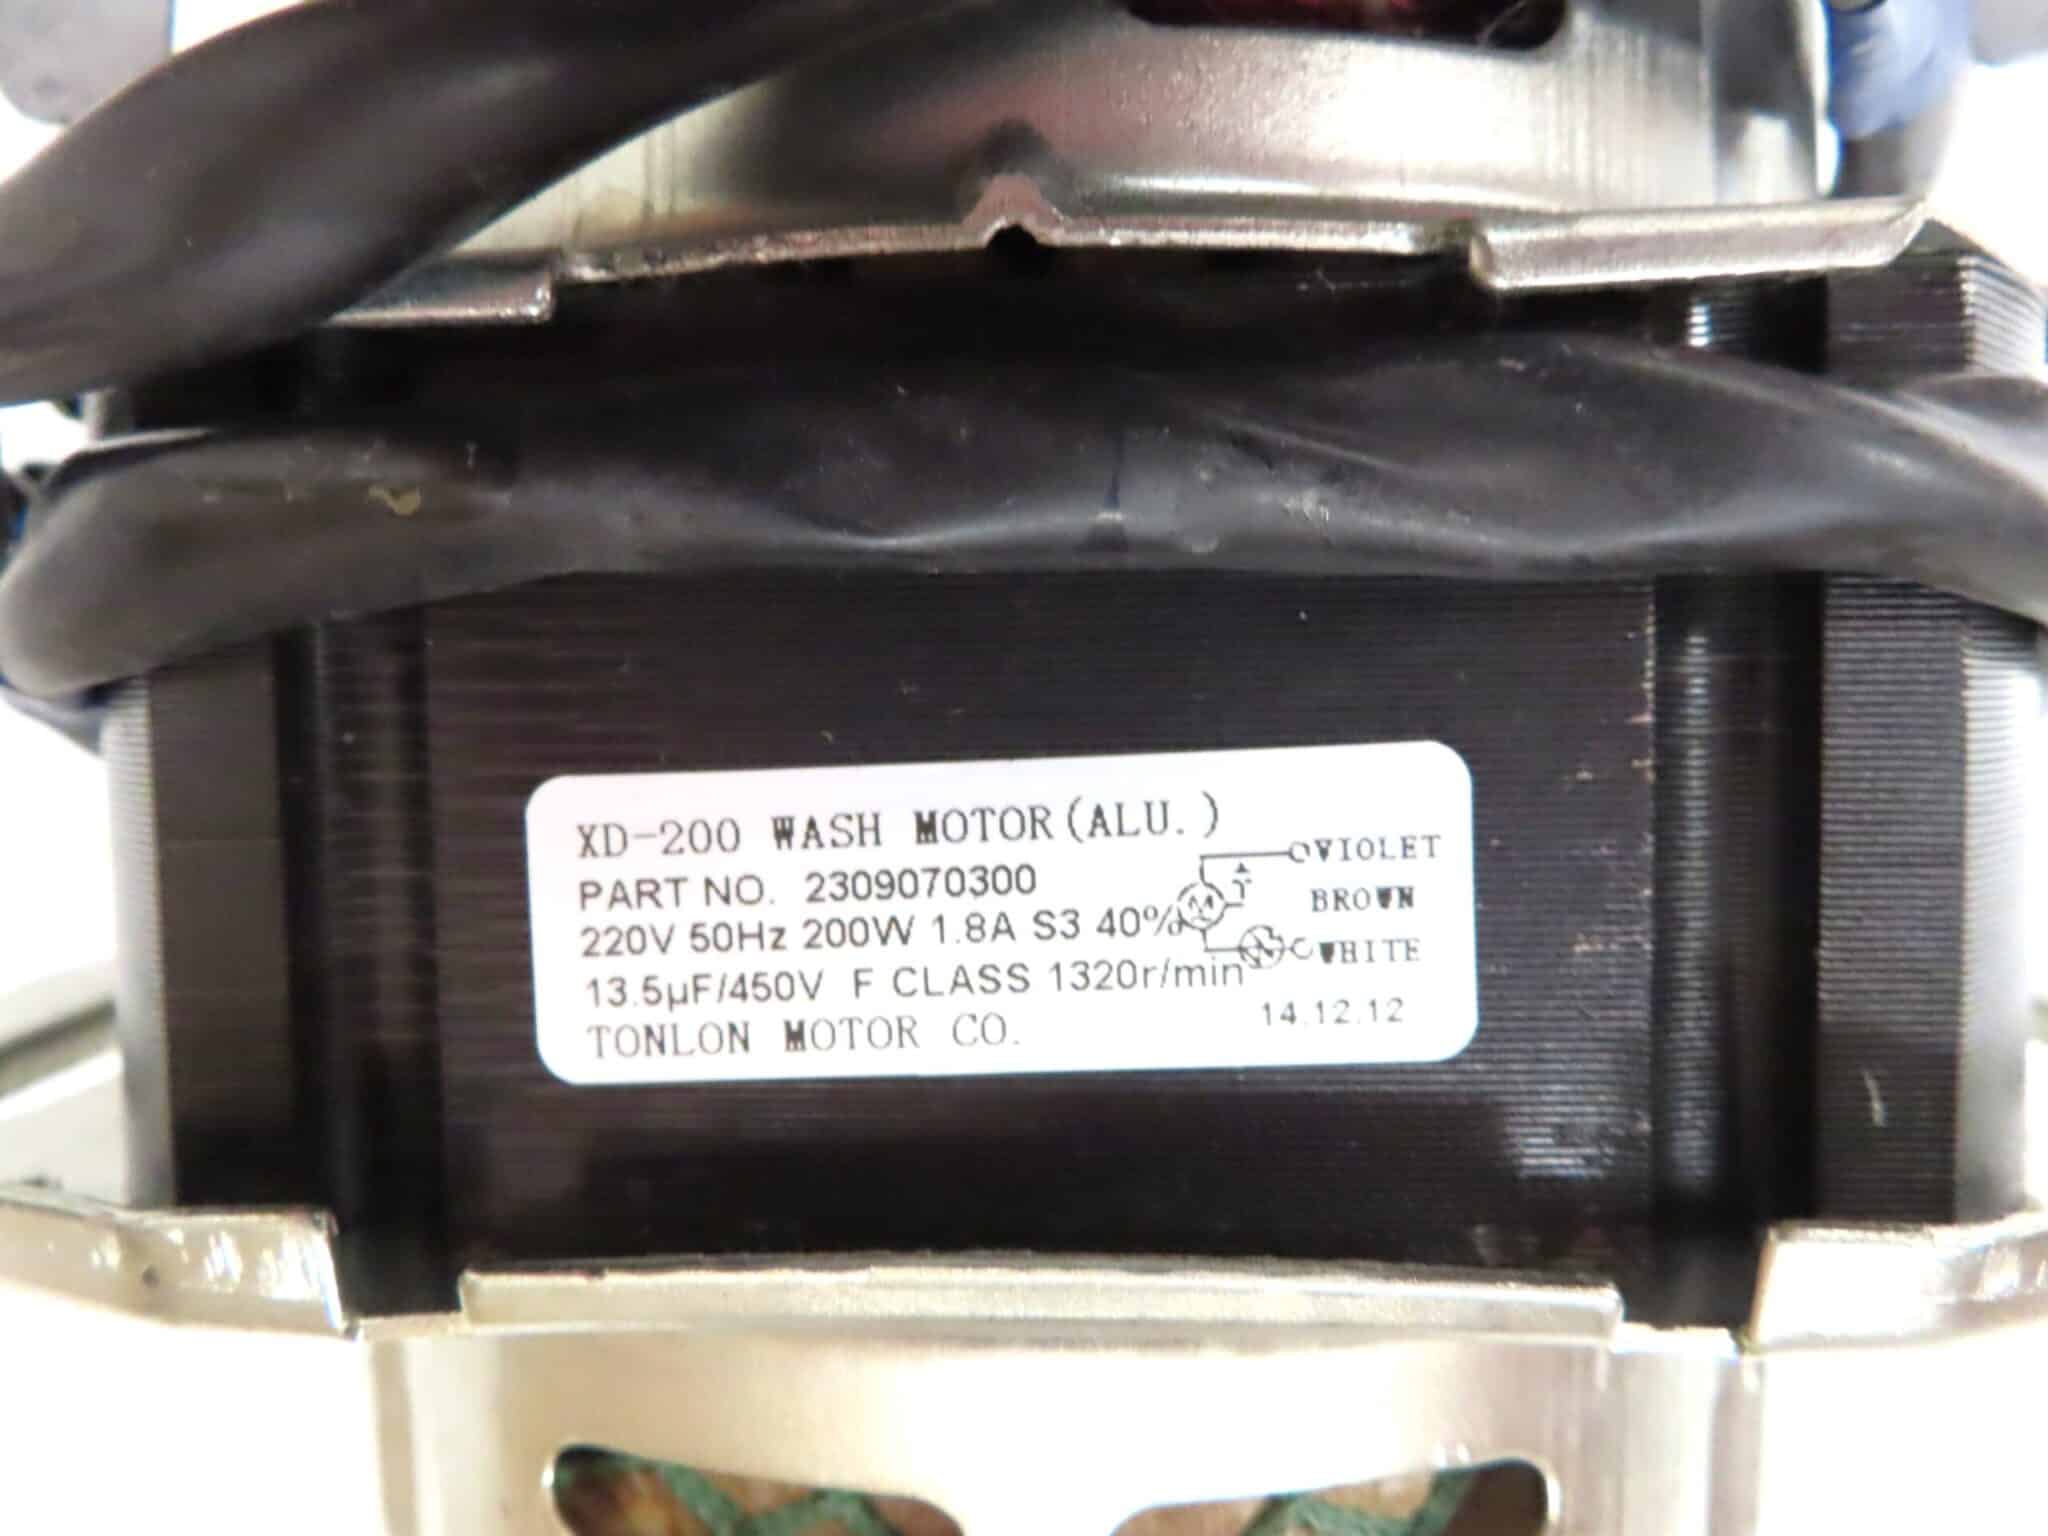 XD-200 WASH MOTOR(ALU.)
PART NO. 2309070300
220V 50Hz 200W 1.8A S3 40%
13.5µF/450V F CLASS 1320r/min
TONLON MOTOR CO.
VIOLET
BROWN
WHITE
14.12.12